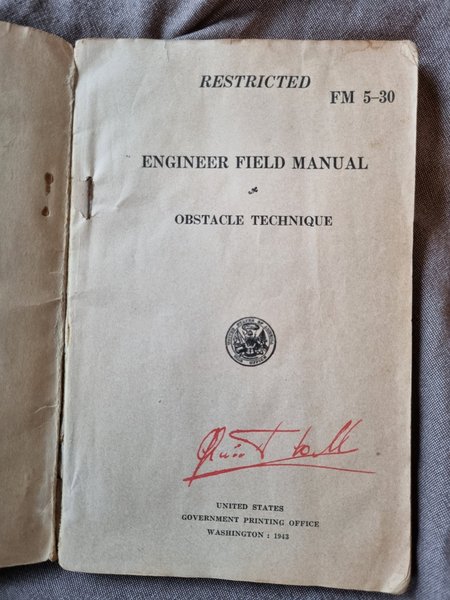 RESTRICTED
FM 5-30
ENGINEER FIELD MANUAL
OBSTACLE TECHNIQUE
UNITED STATES
GOVERNMENT PRINTING OFFICE
WASHINGTON : 1943